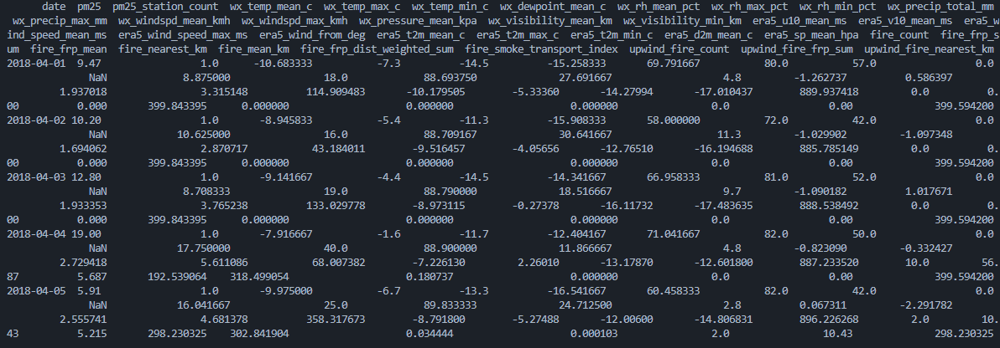 date pm25 pm25_station_count wx_temp_mean_c wx_temp_max_c wx_temp_min_c wx_dewpoint_mean_c wx_rh_mean_pct wx_rh_max_pct wx_rh_min_pct wx_precip_total_mm
wx_precip_max_mm wx_windspd_mean_kmh wx_windspd_max_kmh wx_pressure_mean_kpa wx_visibility_mean_km wx_visibility_min_km era5_u10_mean_ms era5_v10_mean_ms era5_w
ind_speed_mean_ms era5_wind_speed_max_ms era5_wind_from_deg era5_t2m_mean_c era5_t2m_max_c era5_t2m_min_c era5_d2m_mean_c era5_sp_mean_hpa fire_count fire_frp_s
um fire_frp_mean fire_nearest_km fire_mean_km fire_frp_dist_weighted_sum fire_smoke_transport_index upwind_fire_count upwind_fire_frp_sum upwind_fire_nearest_km
2018-04-01 9.47 1.0 -10.683333 -7.3 -14.5 -15.258333 69.791667 80.0 57.0 0.0
NaN 8.875000 18.0 88.693750 27.691667 4.8 -1.262737 0.586397
1.937018 3.315148 114.909483 -10.179505 -5.33360 -14.27994 -17.010437 889.937418 0.0 0.
00 0.000 399.843395 0.000000 0.000000 0.000000 0.0 0.00 399.594200
2018-04-02 10.20 1.0 -8.945833 -5.4 -11.3 -15.908333 58.000000 72.0 42.0 0.0
NaN 10.625000 16.0 88.709167 30.641667 11.3 -1.029902 -1.097348
1.694062 2.870717 43.184011 -9.516457 -4.05656 -12.76510 -16.194688 885.785149 0.0 0.
00 0.000 399.843395 0.000000 0.000000 0.000000 0.0 0.00 399.594200
2018-04-03 12.80 1.0 -9.141667 -4.4 -14.5 -14.341667 66.958333 81.0 52.0 0.0
NaN 8.708333 19.0 88.790000 18.516667 9.7 -1.090182 1.017671
1.933353 3.765238 133.029778 -8.973115 -0.27378 -16.11732 -17.483635 888.538492 0.0 0.
00 0.000 399.843395 0.000000 0.000000 0.000000 0.0 0.00 399.594200
2018-04-04 19.00 1.0 -7.916667 -1.6 -11.7 -12.404167 71.041667 82.0 50.0 0.0
NaN 17.750000 40.0 88.900000 11.866667 4.8 -0.823090 -0.332427
2.729418 5.611086 68.007382 -7.226130 2.26010 -13.17870 -12.601800 887.233520 10.0 56.
87 5.687 192.539064 318.499054 0.180737 0.000000 0.0 0.00 399.594200
2018-04-05 5.91 1.0 -9.975000 -6.7 -13.3 -16.541667 60.458333 82.0 42.0 0.0
NaN 16.041667 25.0 89.833333 24.712500 2.8 0.067311 -2.291782
2.555741 4.681378 358.317673 -8.791800 -5.27488 -12.00600 -14.806831 896.226268 2.0 10.
43 5.215 298.230325 302.841904 0.034444 0.000103 2.0 10.43 298.230325